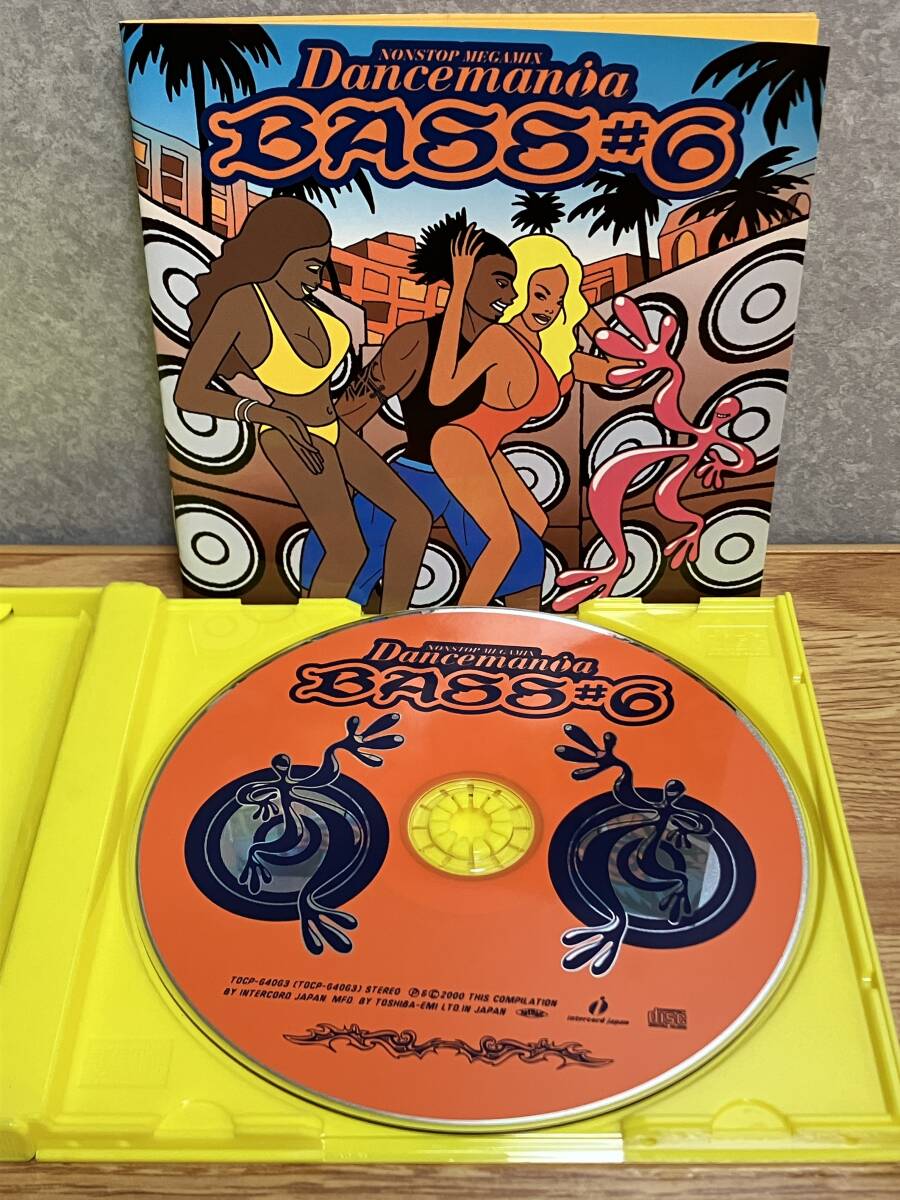 NONSTOP MEGAMIX
Dancemania
BASS#6
NONSTOP MEGAMIX
Dancemania
BASS#6
TOCP-64063 (TOCP-64063) STEREO ℗&©2000 THIS COMPILATION
BY INTERCORD JAPAN MFD. BY TOSHIBA-EMI LTD. IN JAPAN
intercord japan
disc